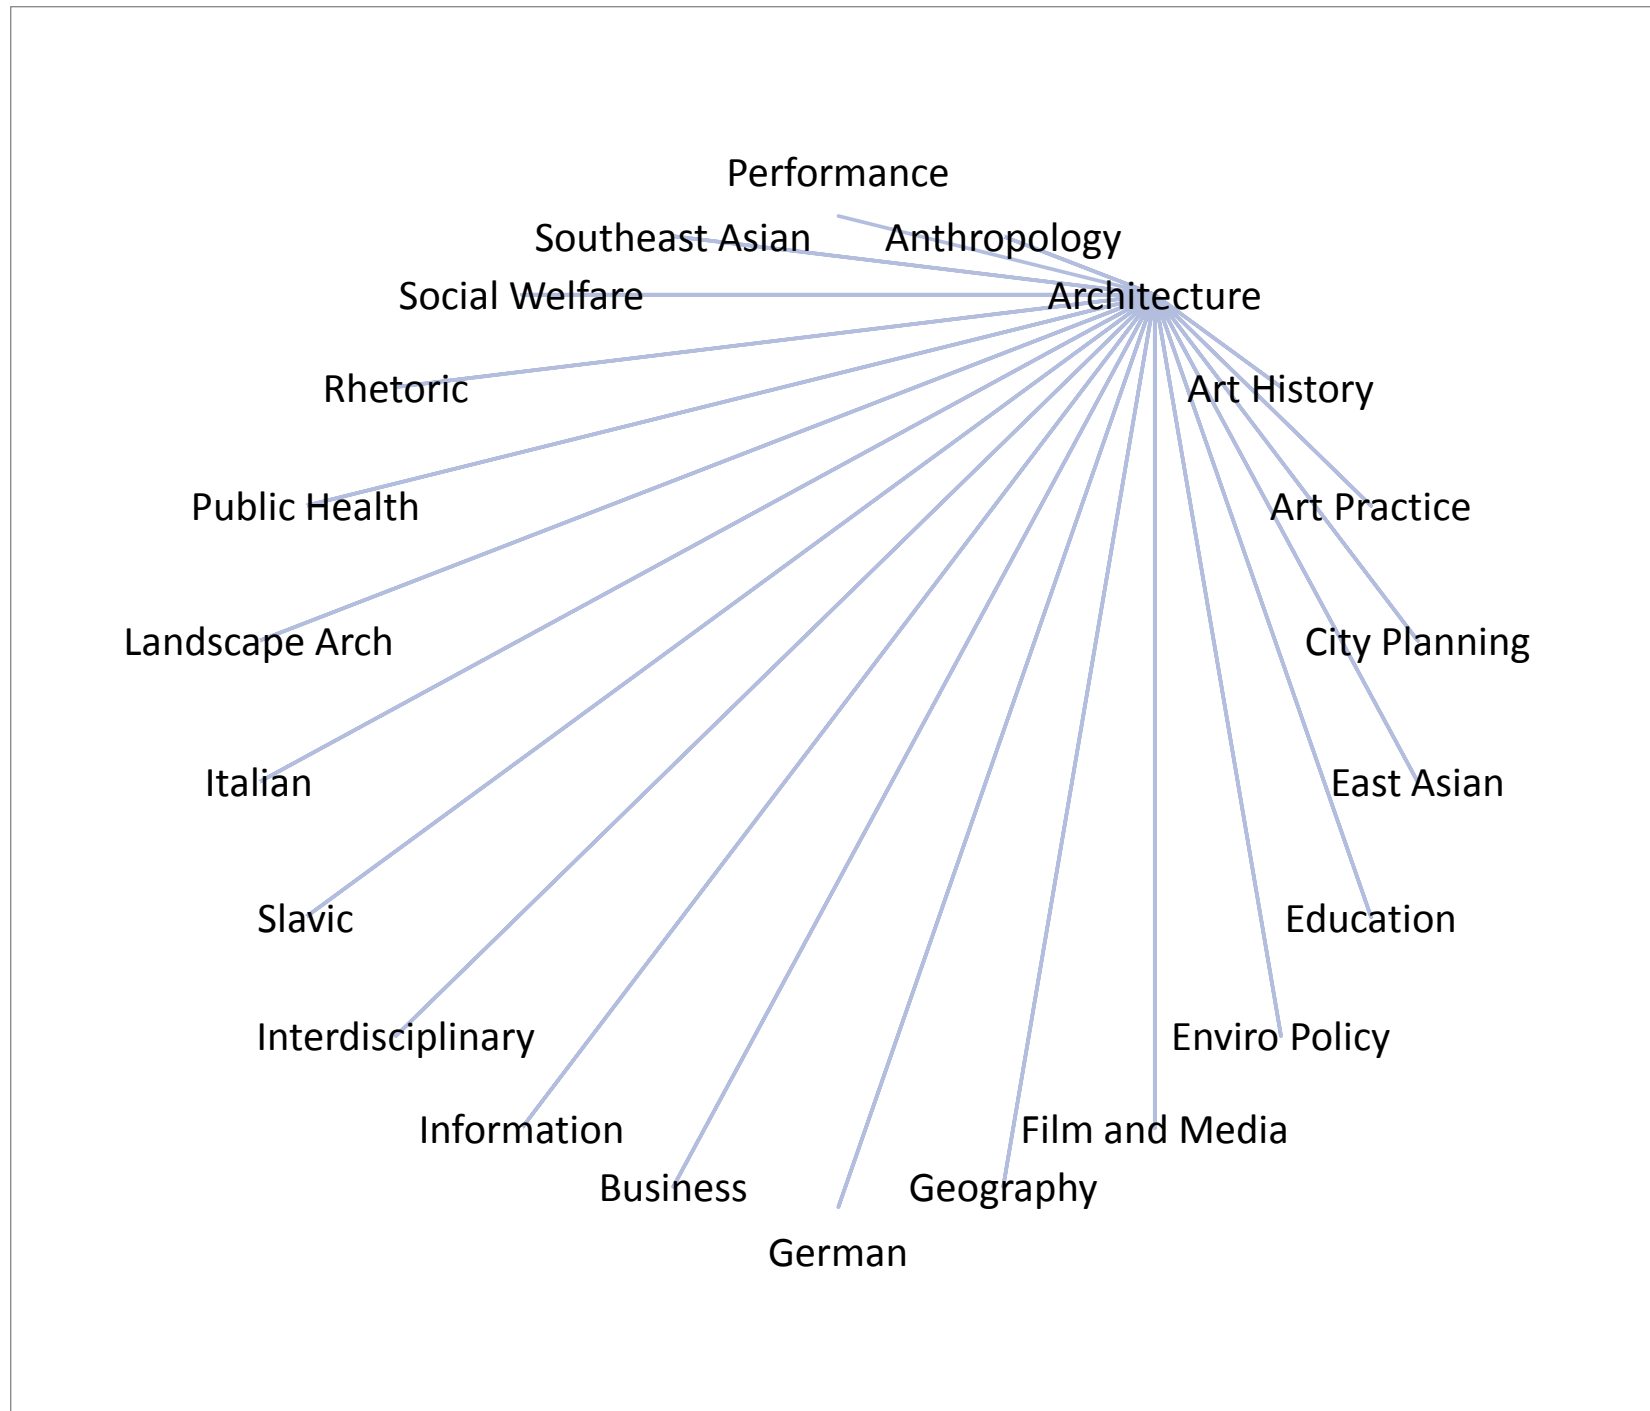 Performance
Southeast Asian
Anthropology
Social Welfare
Architecture
Rhetoric
Art History
Public Health
Art Practice
Landscape Arch
City Planning
Italian
East Asian
Slavic
Education
Interdisciplinary
Enviro Policy
Information
Film and Media
Business
Geography
German